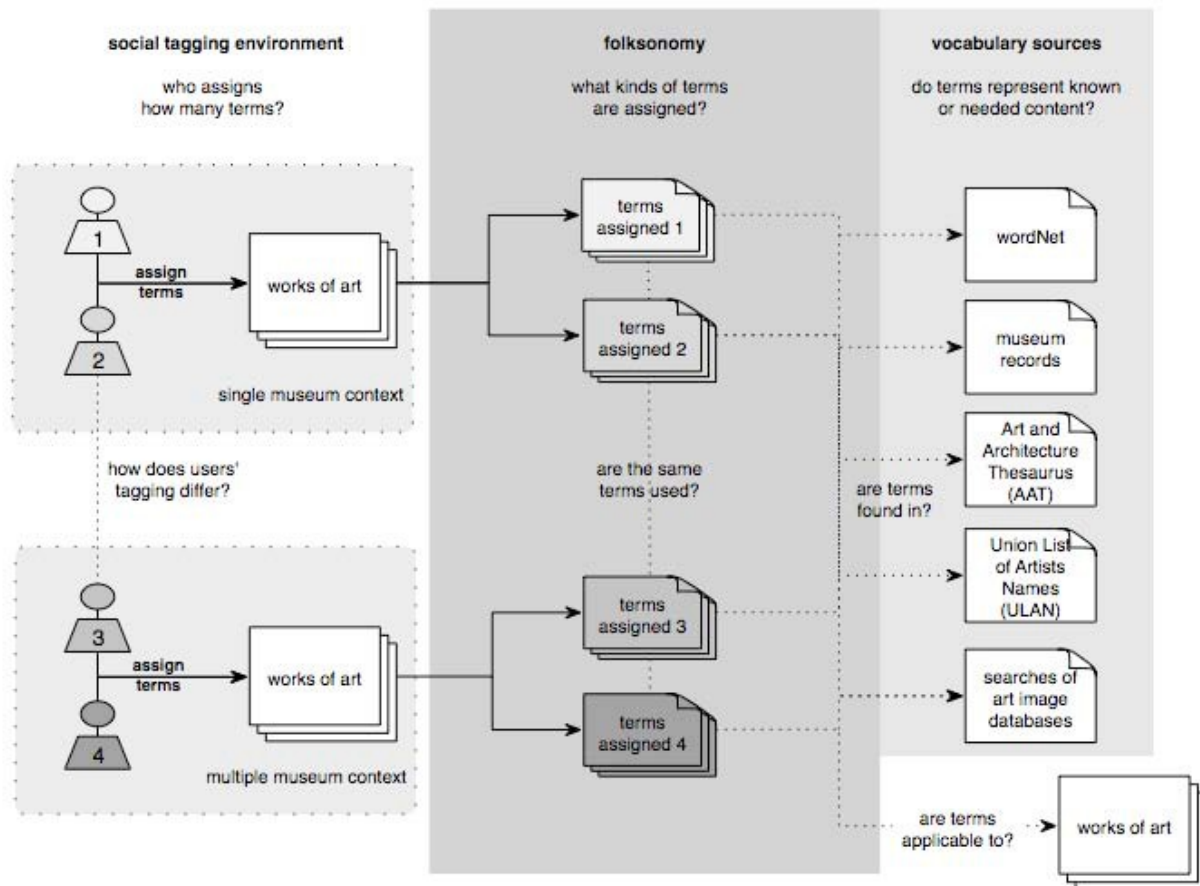 social tagging environment
who assigns
how many terms?
folksonomy
what kinds of terms
are assigned?
vocabulary sources
do terms represent known
or needed content?
1
assign
terms
2
works of art
single museum context
terms
assigned 1
terms
assigned 2
wordNet
museum
records
Art and
Architecture
Thesaurus
(AAT)
how does users'
tagging differ?
are the same
terms used?
are terms
found in?
Union List
of Artists
Names
(ULAN)
3
assign
terms
4
works of art
multiple museum context
terms
assigned 3
terms
assigned 4
searches of
art image
databases
are terms
applicable to?
works of art